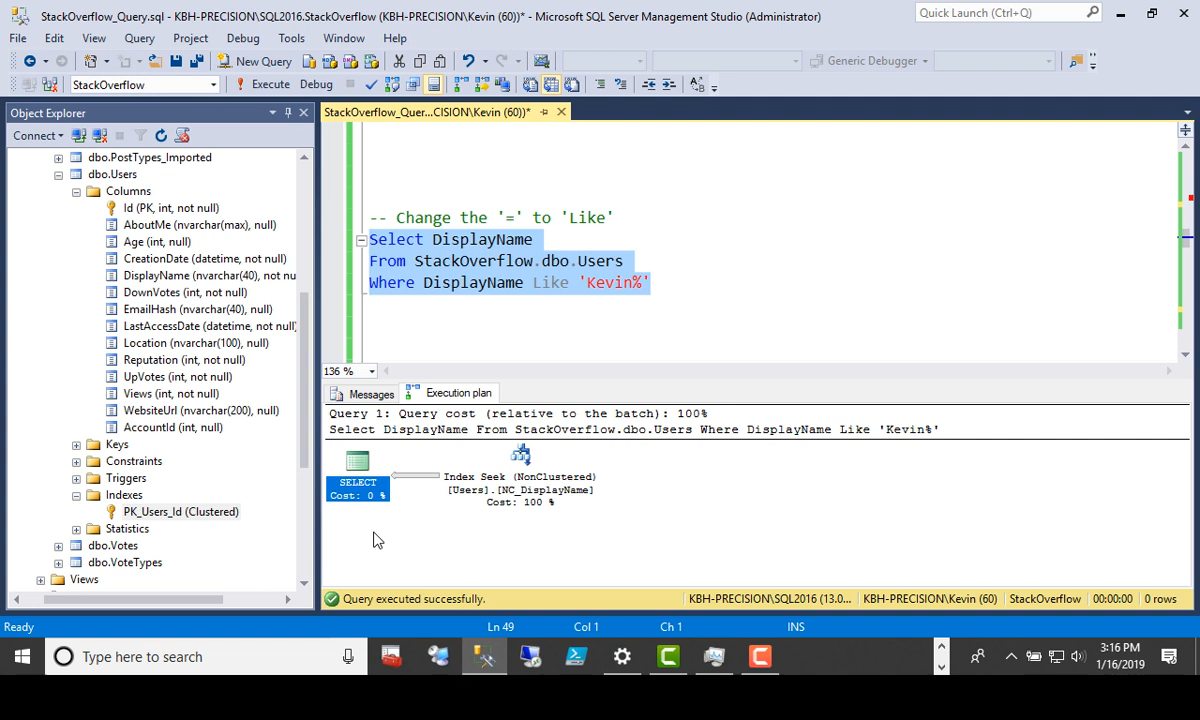 StackOverflow_Query.sql - KBH-PRECISION\SQL2016.StackOverflow (KBH-PRECISION\Kevin (60))* - Microsoft SQL Server Management Studio (Administrator)
Quick Launch (Ctrl+Q)
File Edit View Query Project Debug Tools Window Help
New Query
Generic Debugger
StackOverflow
Execute Debug
Object Explorer
StackOverflow_Quer...CISION\Kevin (60))*
Connect
dbo.PostTypes_Imported
dbo.Users
Columns
Id (PK, int, not null)
AboutMe (nvarchar(max), null)
Age (int, null)
CreationDate (datetime, not null)
DisplayName (nvarchar(40), not nu
DownVotes (int, not null)
EmailHash (nvarchar(40), null)
LastAccessDate (datetime, not null)
Location (nvarchar(100), null)
Reputation (int, not null)
UpVotes (int, not null)
Views (int, not null)
WebsiteUrl (nvarchar(200), null)
AccountId (int, null)
Keys
Constraints
Triggers
Indexes
PK_Users_Id (Clustered)
Statistics
dbo.Votes
dbo.VoteTypes
Views
-- Change the '=' to 'Like'
Select DisplayName
From StackOverflow.dbo.Users
Where DisplayName Like 'Kevin%'
136 %
Messages
Execution plan
Query 1: Query cost (relative to the batch): 100%
Select DisplayName From StackOverflow.dbo.Users Where DisplayName Like 'Kevin%'
SELECT
Cost: 0 %
Index Seek (NonClustered)
[Users].[NC_DisplayName]
Cost: 100 %
Query executed successfully.
KBH-PRECISION\SQL2016 (13.0...
KBH-PRECISION\Kevin (60)
StackOverflow
00:00:00
0 rows
Ready
Ln 49
Col 1
Ch 1
INS
Type here to search
3:16 PM
1/16/2019